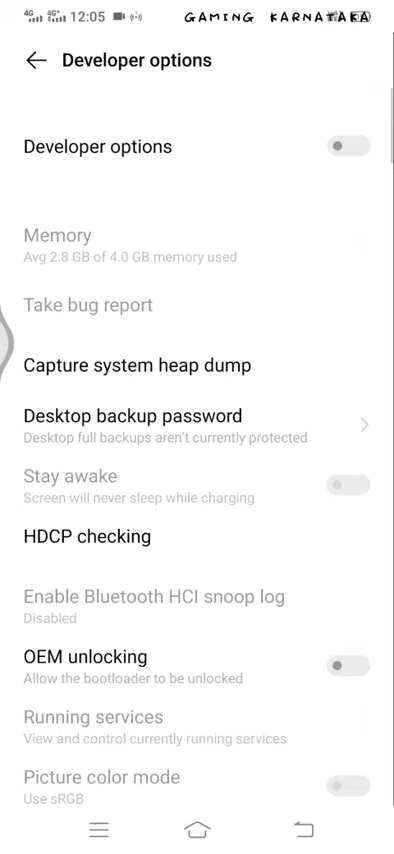 4G 4G+ 12:05 GAMING KARNATAKA
Developer options
Developer options
Memory
Avg 2.8 GB of 4.0 GB memory used
Take bug report
Capture system heap dump
Desktop backup password
Desktop full backups aren't currently protected
Stay awake
Screen will never sleep while charging
HDCP checking
Enable Bluetooth HCI snoop log
Disabled
OEM unlocking
Allow the bootloader to be unlocked
Running services
View and control currently running services
Picture color mode
Use sRGB